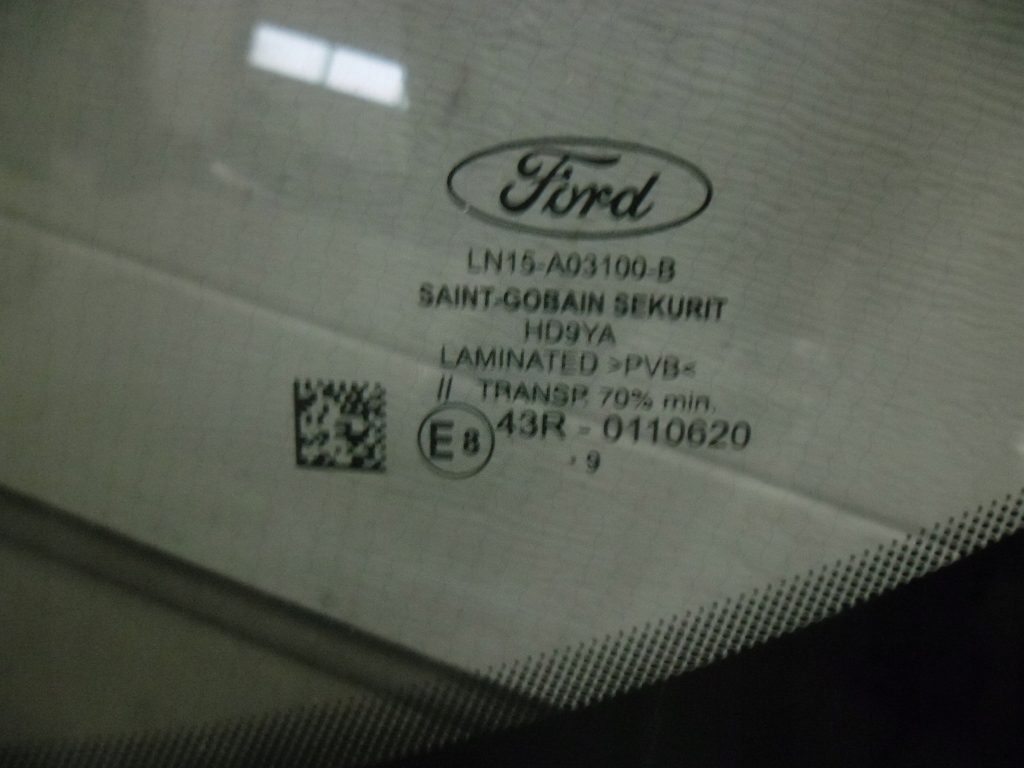 Ford
LN15-A03100-B
SAINT-GOBAIN SEKURIT
HD9YA
LAMINATED >PVB<
// TRANSP. 70% min.
E8 43R - 0110620
. 9